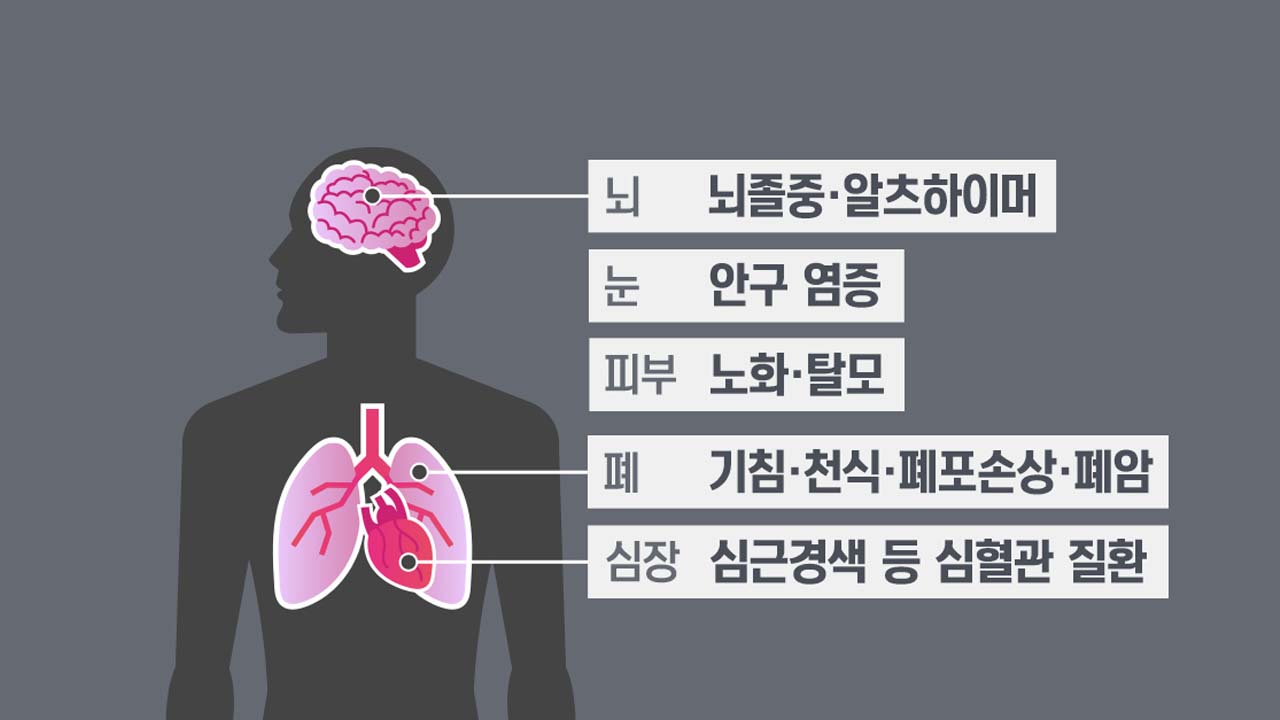 뇌 뇌졸중·알츠하이머
눈 안구 염증
피부 노화·탈모
폐 기침·천식·폐포손상·폐암
심장 심근경색 등 심혈관 질환